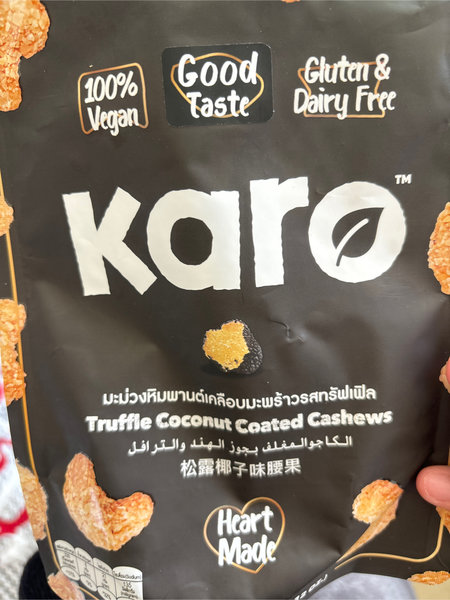 100%
Vegan
Good
Taste
Gluten &
Dairy Free
karo™
มะม่วงหิมพานต์เคลือบมะพร้าวรสทรัฟเฟิล
Truffle Coconut Coated Cashews
الكاجو المغلف بجوز الهند والترافل
松露椰子味腰果
Heart
Made